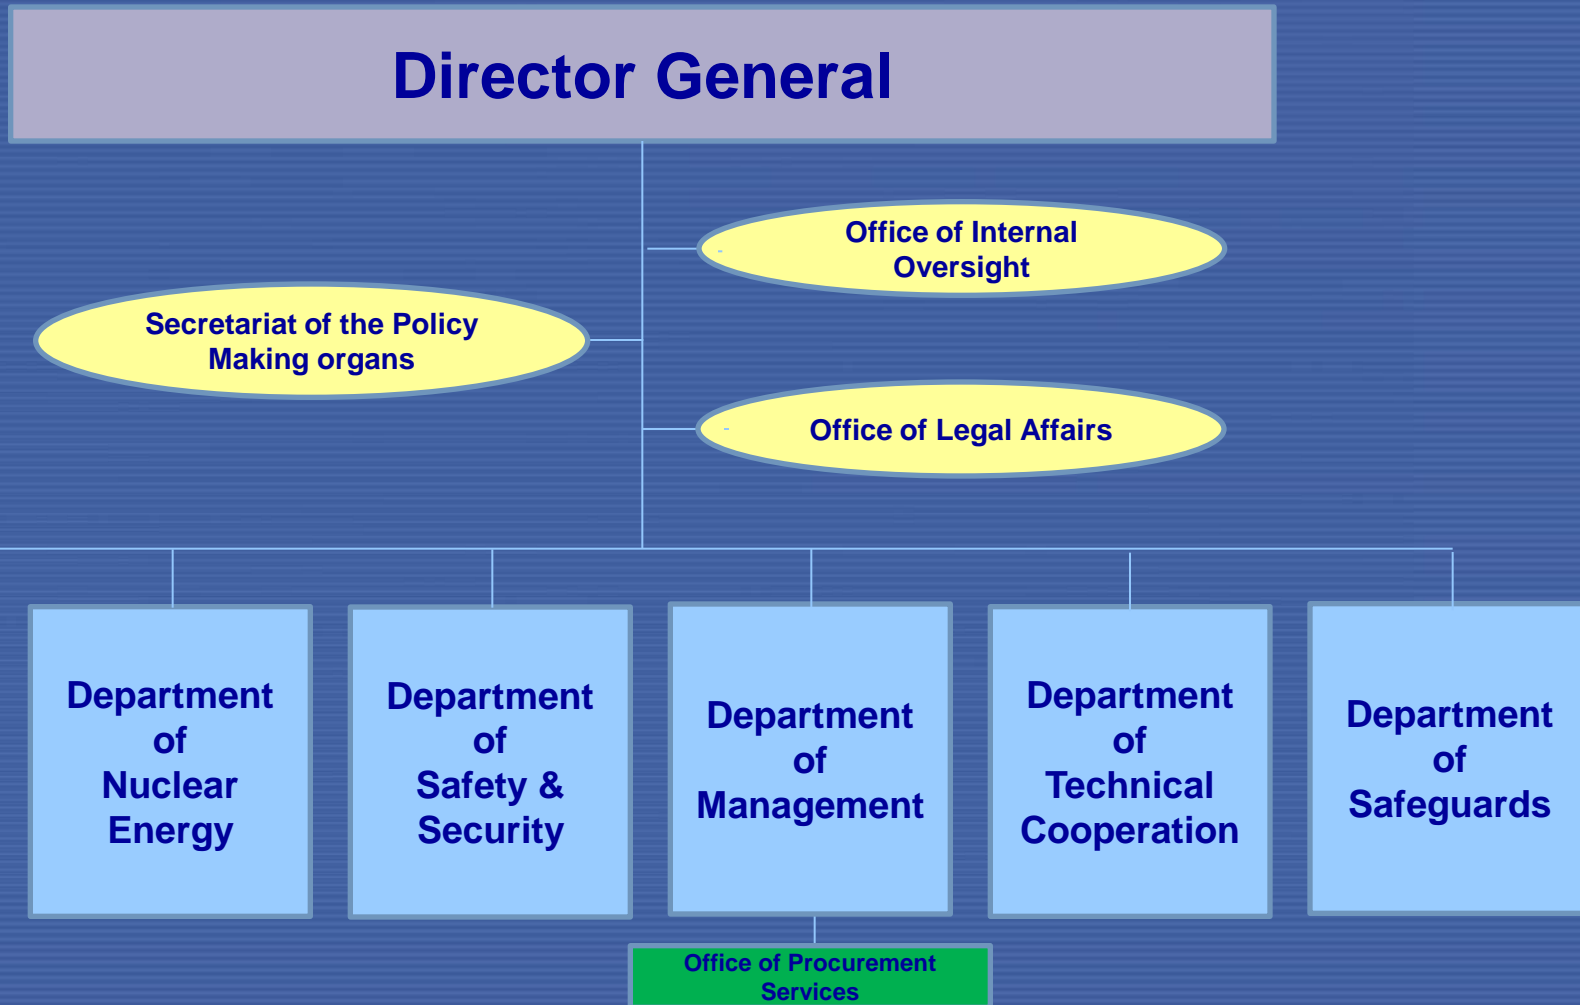 Director General
Office of Internal
Oversight
Secretariat of the Policy
Making organs
Office of Legal Affairs
Department
of
Nuclear
Energy
Department
of
Safety &
Security
Department
of
Management
Department
of
Technical
Cooperation
Department
of
Safeguards
Office of Procurement
Services